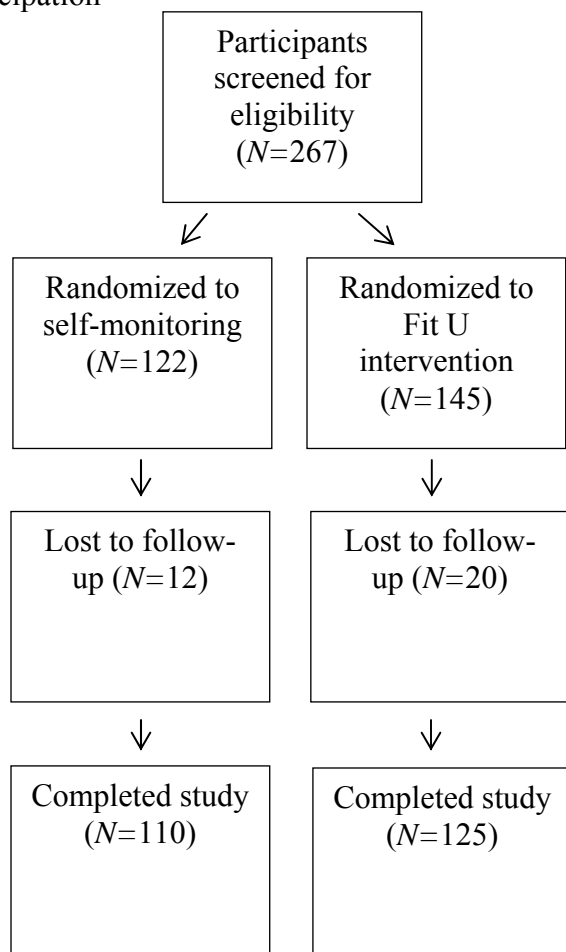 Participants
screened for
eligibility
(N=267)
Randomized to
self-monitoring
(N=122)
Randomized to
Fit U
intervention
(N=145)
Lost to follow-
up (N=12)
Lost to follow-
up (N=20)
Completed study
(N=110)
Completed study
(N=125)